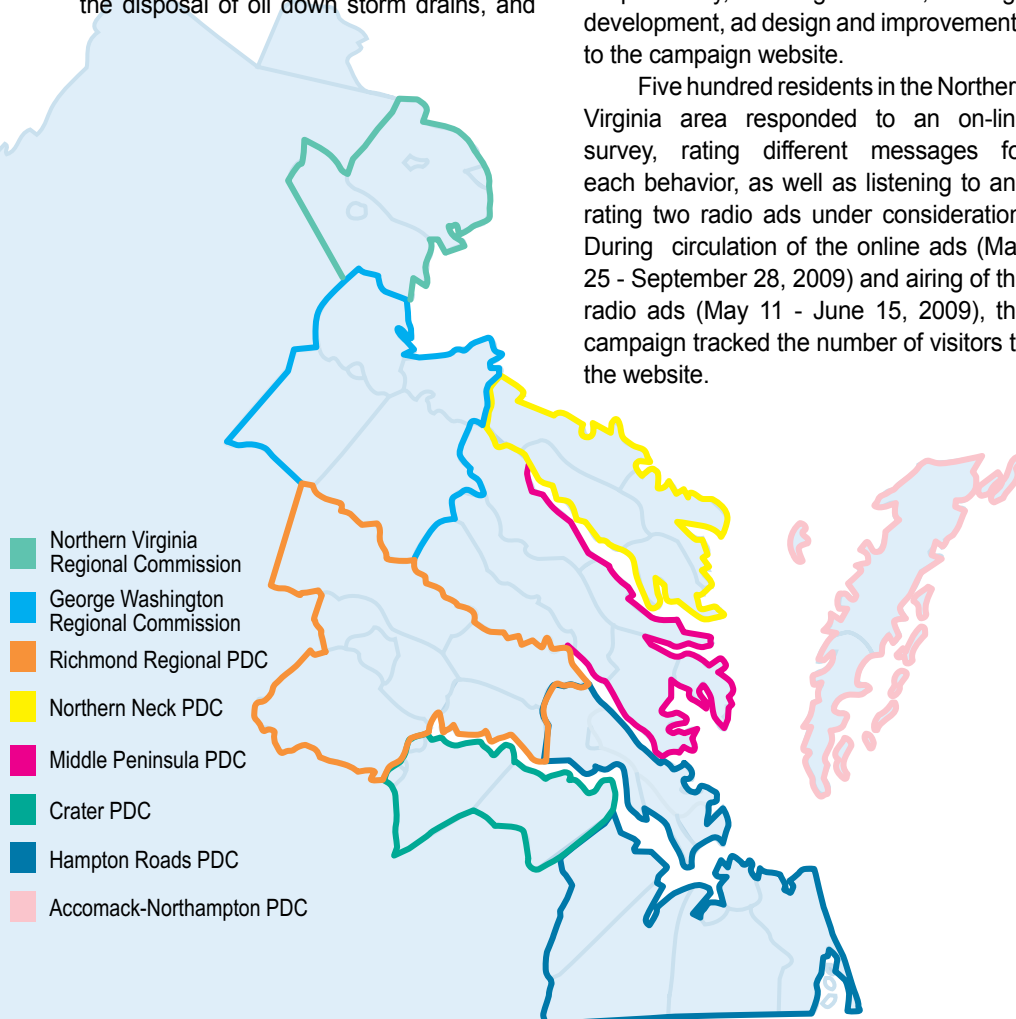 the disposal of oil down storm drains, and
development, ad design and improvement
to the campaign website.
Five hundred residents in the Norther
Virginia area responded to an on-lin
survey, rating different messages fo
each behavior, as well as listening to an
rating two radio ads under consideration
During circulation of the online ads (Ma
25 - September 28, 2009) and airing of th
radio ads (May 11 - June 15, 2009), th
campaign tracked the number of visitors t
the website.
Northern Virginia
Regional Commission
George Washington
Regional Commission
Richmond Regional PDC
Northern Neck PDC
Middle Peninsula PDC
Crater PDC
Hampton Roads PDC
Accomack-Northampton PDC